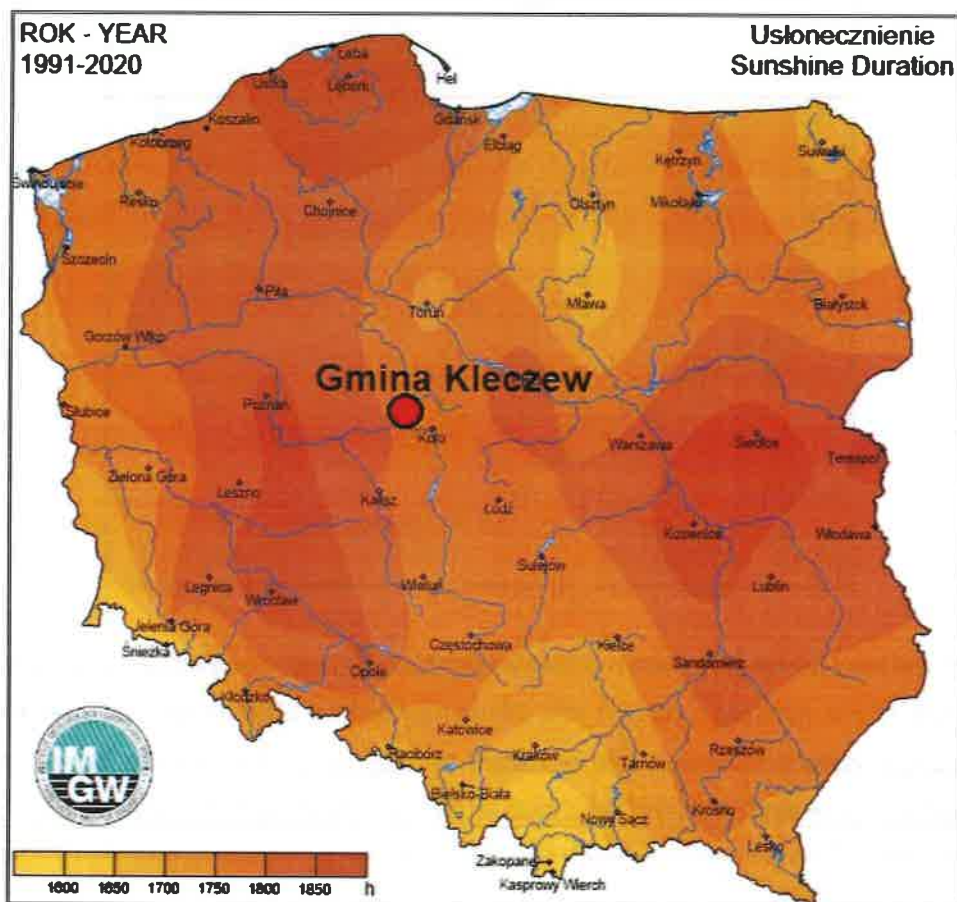 ROK - YEAR
1991-2020
Usłonecznienie
Sunshine Duration
Łeba
Hel
Ustka
Lębork
Gdańsk
Koszalin
Kołobrzeg
Elbląg
Kętrzyn
Suwałki
Świnoujście
Resko
Chojnice
Olsztyn
Mikołajki
Szczecin
Piła
Toruń
Mława
Białystok
Gorzów Wlkp
Gmina Kleczew
Słubice
Poznań
Koło
Warszawa
Siedlce
Terespol
Zielona Góra
Leszno
Kalisz
Łódź
Kozienice
Włodawa
Sulejów
Legnica
Wrocław
Wieluń
Lublin
Jelenia Góra
Śnieżka
Częstochowa
Kielce
Opole
Sandomierz
Kłodzko
Katowice
Racibórz
Kraków
Tarnów
Rzeszów
Bielsko-Biała
Nowy Sącz
Krosno
Lesko
Zakopane
Kasprowy Wierch
IM
GW
1600 1650 1700 1750 1800 1850 h